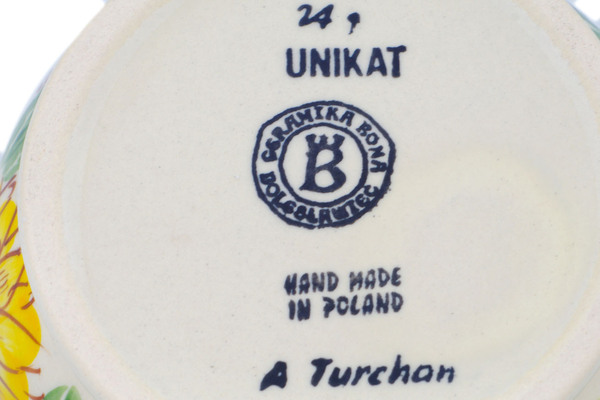 24,
UNIKAT
CERAMIKA BONA
B
BOLESŁAWIEC
HAND MADE
IN POLAND
A Turchan